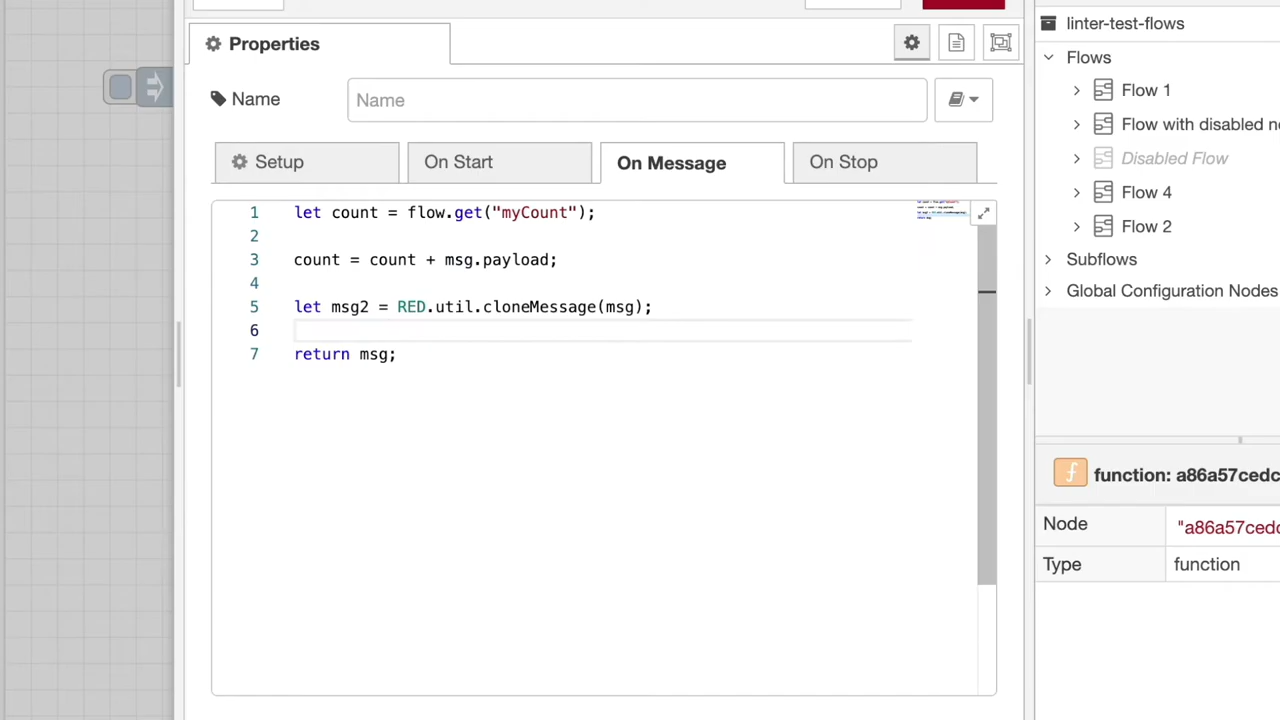 Properties
Name
Name
Setup
On Start
On Message
On Stop
1 let count = flow.get("myCount");
2
3 count = count + msg.payload;
4
5 let msg2 = RED.util.cloneMessage(msg);
6
7 return msg;
linter-test-flows
Flows
Flow 1
Flow with disabled
Disabled Flow
Flow 4
Flow 2
Subflows
Global Configuration Nodes
function: a86a57cedc
Node "a86a57cedc
Type function